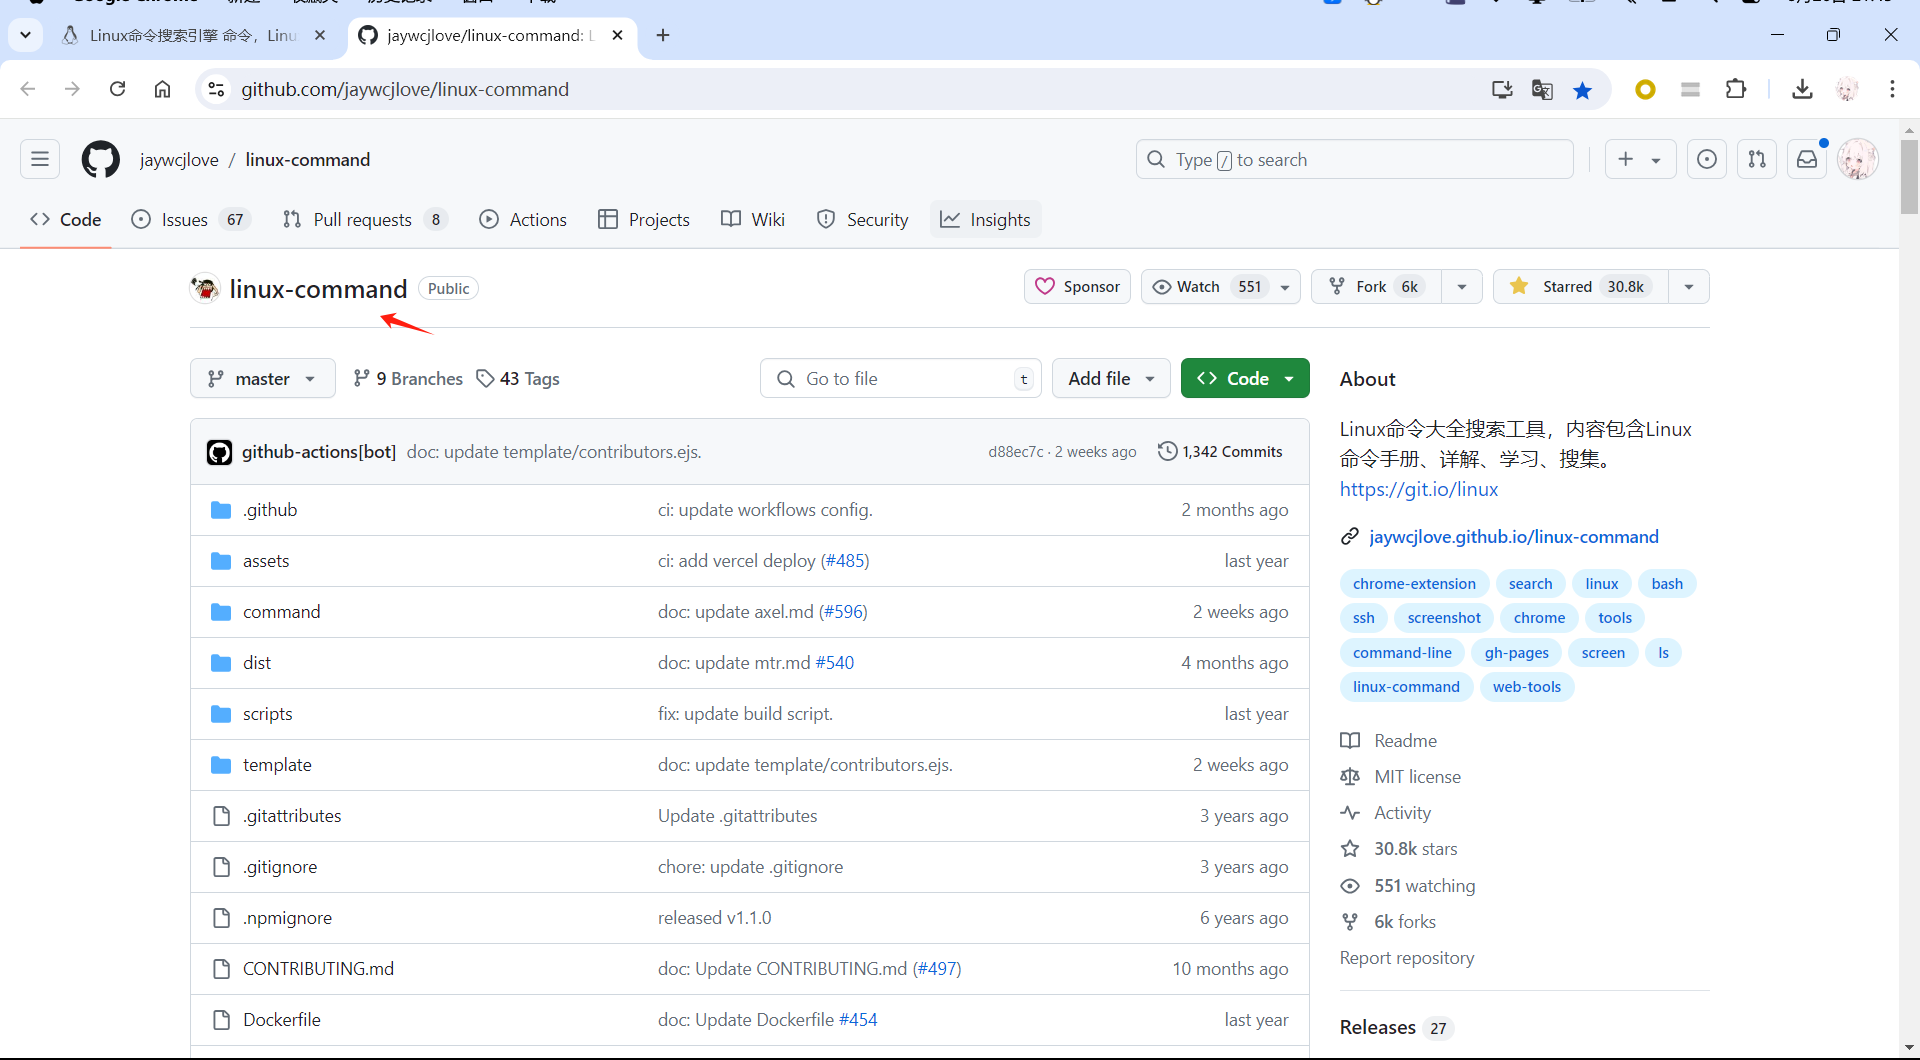 Linux命令搜索引擎 命令，Linu
jaywcjlove/linux-command: L
github.com/jaywcjlove/linux-command
jaywcjlove / linux-command
Type / to search
Code
Issues 67
Pull requests 8
Actions
Projects
Wiki
Security
Insights
linux-command Public
Sponsor
Watch 551
Fork 6k
Starred 30.8k
master
9 Branches
43 Tags
Go to file t
Add file
Code
github-actions[bot] doc: update template/contributors.ejs. d88ec7c · 2 weeks ago 1,342 Commits
.github ci: update workflows config. 2 months ago
assets ci: add vercel deploy (#485) last year
command doc: update axel.md (#596) 2 weeks ago
dist doc: update mtr.md #540 4 months ago
scripts fix: update build script. last year
template doc: update template/contributors.ejs. 2 weeks ago
.gitattributes Update .gitattributes 3 years ago
.gitignore chore: update .gitignore 3 years ago
.npmignore released v1.1.0 6 years ago
CONTRIBUTING.md doc: Update CONTRIBUTING.md (#497) 10 months ago
Dockerfile doc: Update Dockerfile #454 last year
About
Linux命令大全搜索工具，内容包含Linux
命令手册、详解、学习、搜集。
https://git.io/linux
jaywcjlove.github.io/linux-command
chrome-extension search linux bash
ssh screenshot chrome tools
command-line gh-pages screen ls
linux-command web-tools
Readme
MIT license
Activity
30.8k stars
551 watching
6k forks
Report repository
Releases 27